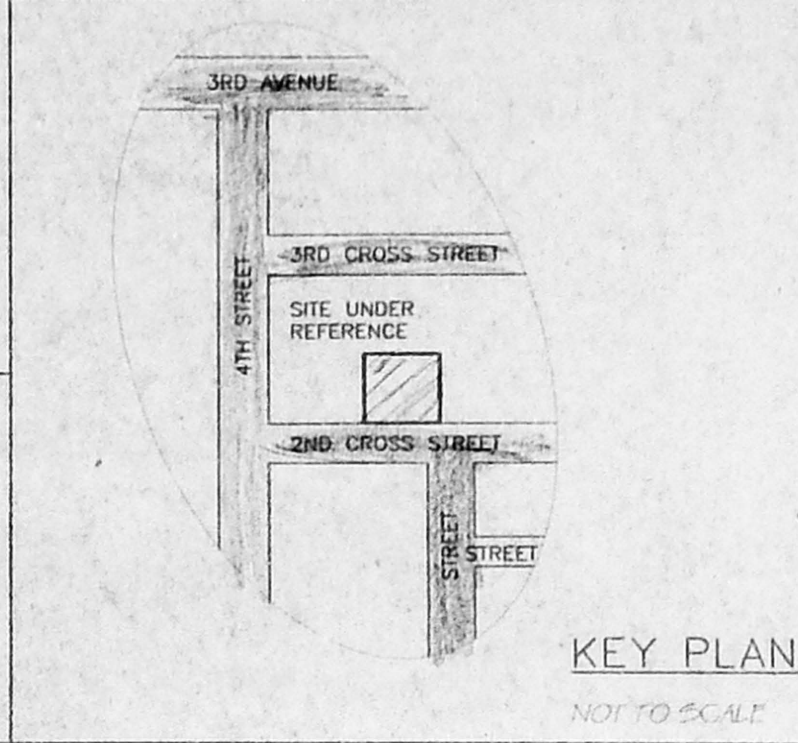 3RD AVENUE
4TH STREET
3RD CROSS STREET
SITE UNDER
REFERENCE
2ND CROSS STREET
STREET
STREET
KEY PLAN
NOT TO SCALE